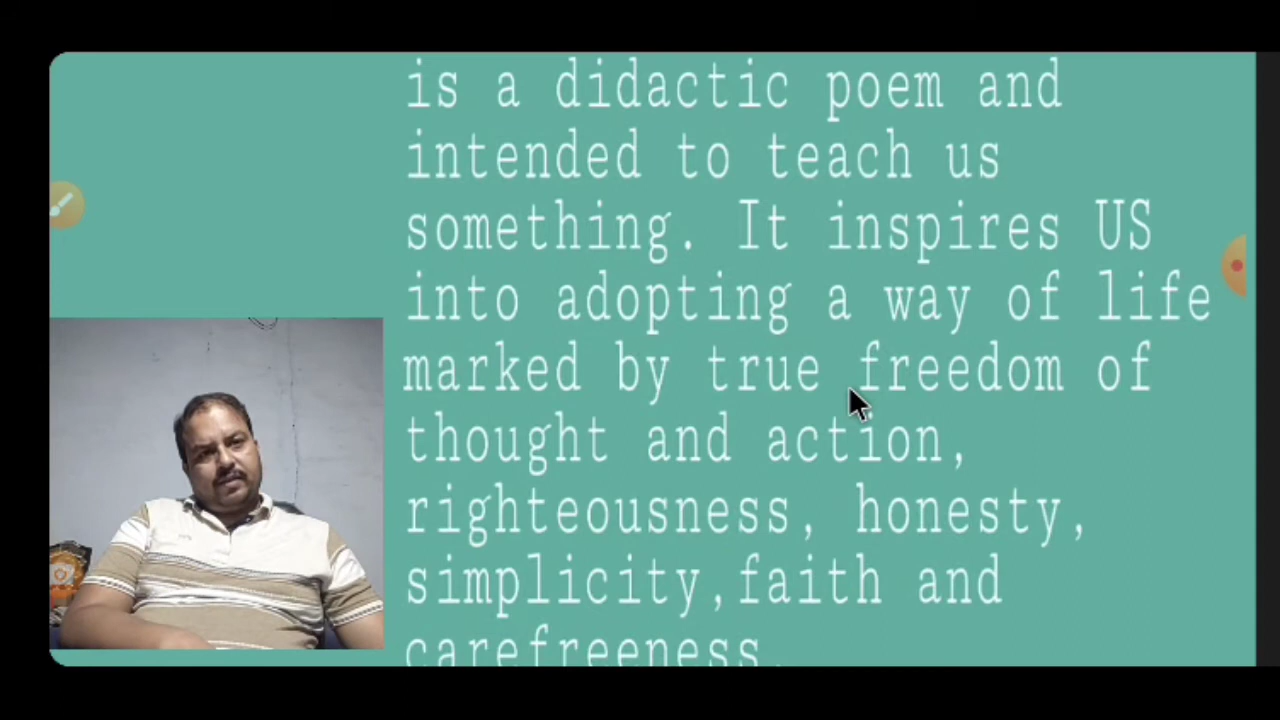 is a didactic poem and
intended to teach us
something. It inspires US
into adopting a way of life
marked by true freedom of
thought and action,
righteousness, honesty,
simplicity,faith and
carefreeness.